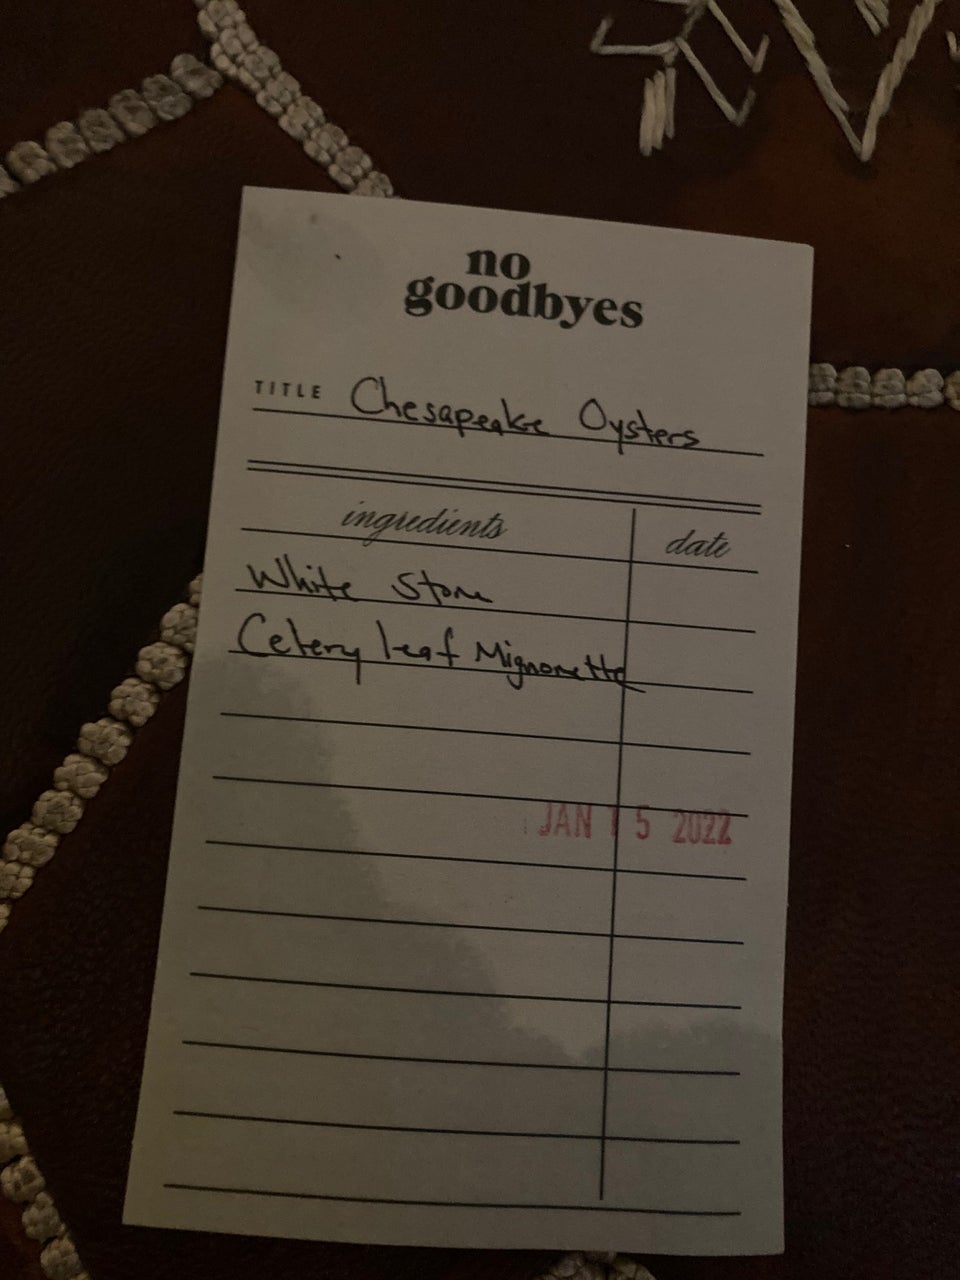 no
goodbyes
TITLE Chesapeake Oysters
ingredients date
White Stone
Celery leaf Mignonette
JAN 15 2022